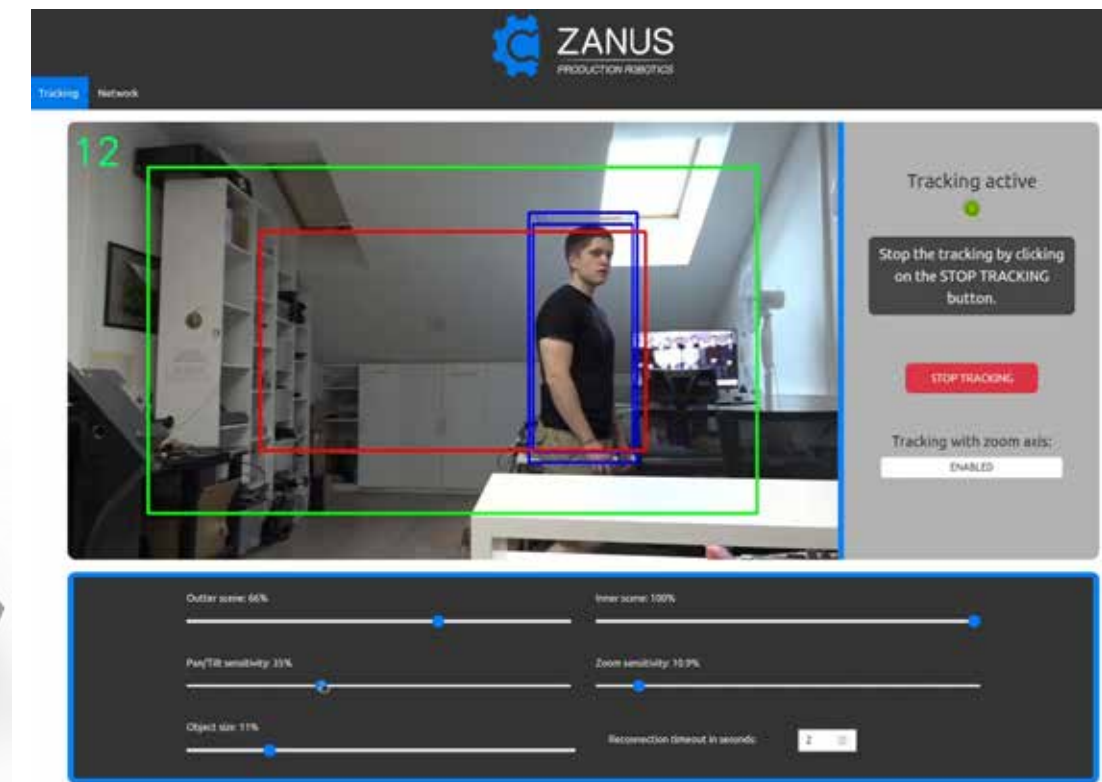 ZANUS
PRODUCTION ROBOTICS
Tracking Network
12
Tracking active
Stop the tracking by clicking
on the STOP TRACKING
button.
STOP TRACKING
Tracking with zoom axis:
ENABLED
Outter scene: 66% Inner scene: 100%
Pan/Tilt sensitivity: 35% Zoom sensitivity: 10.9%
Object size: 11% Reconnection timeout in seconds: 2